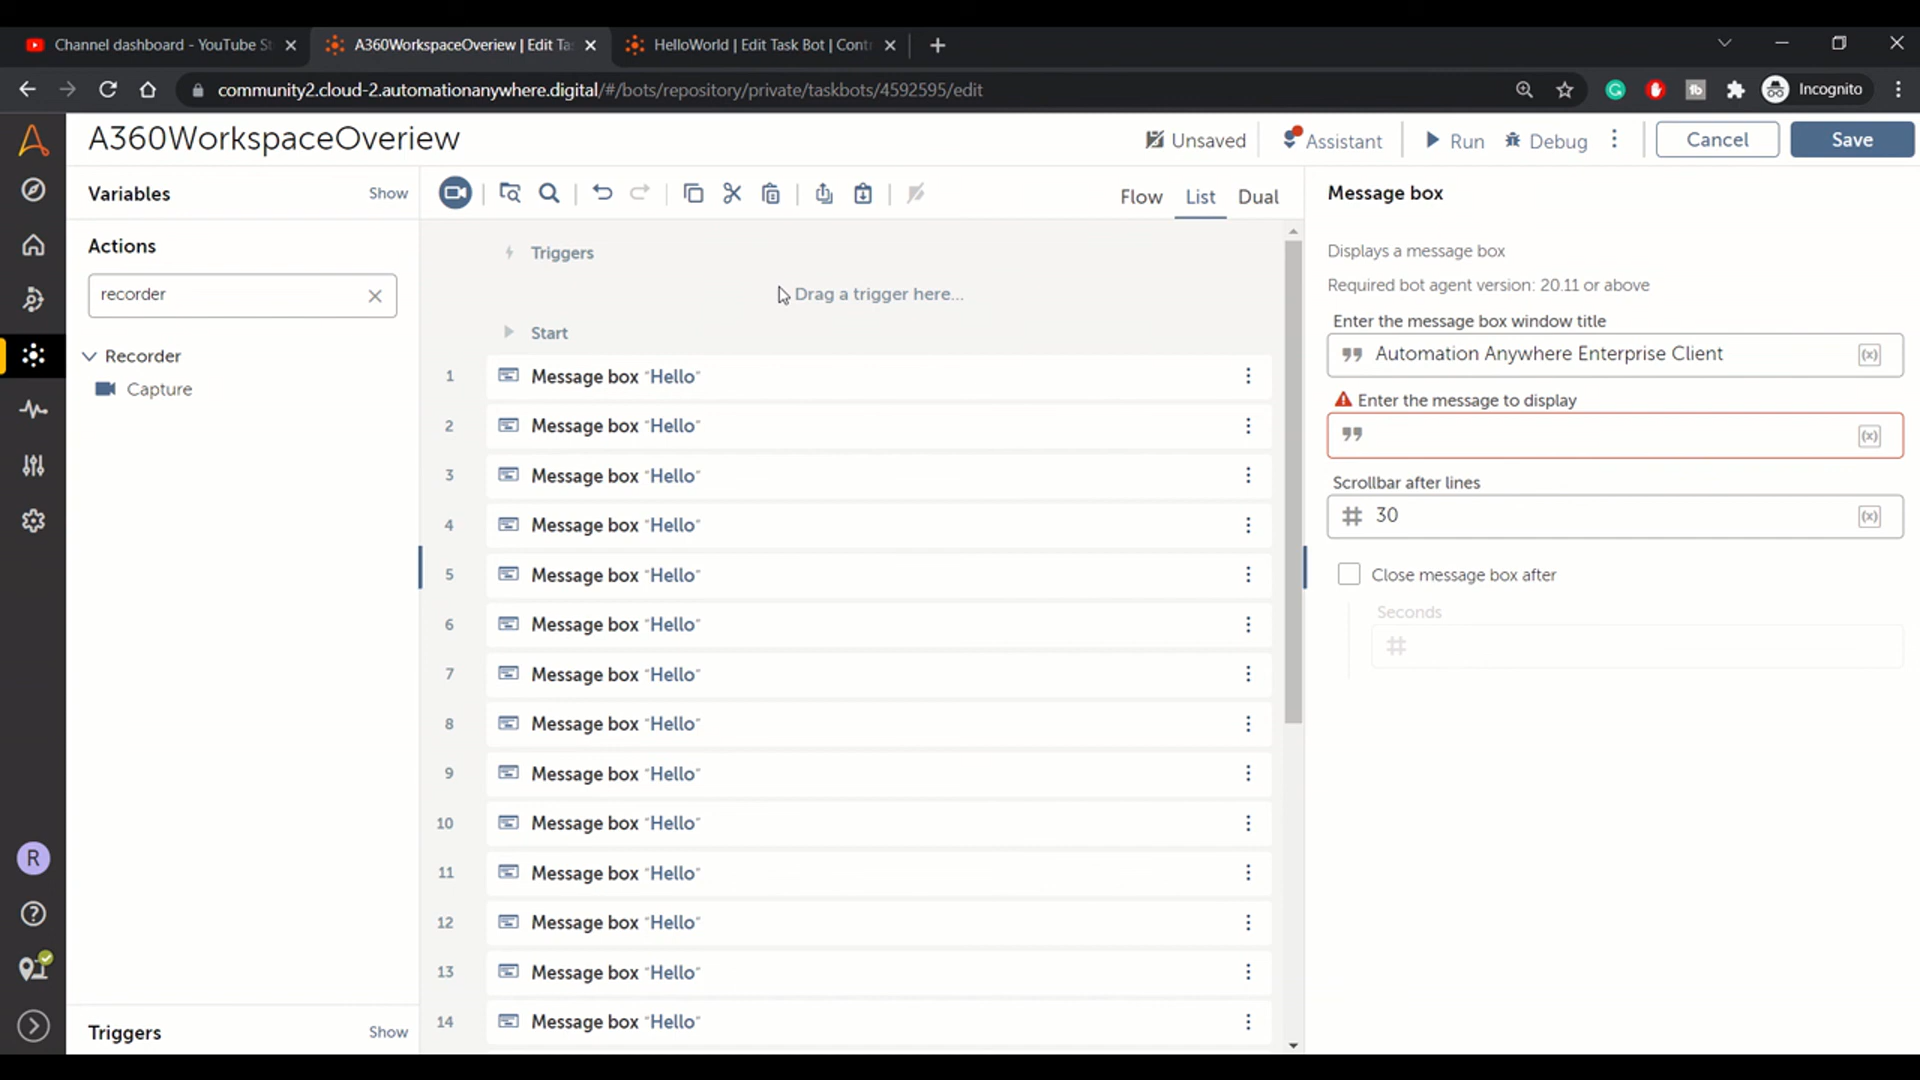 Channel dashboard - YouTube St
A360WorkspaceOveriew | Edit Ta
HelloWorld | Edit Task Bot | Cont
community2.cloud-2.automationanywhere.digital/#/bots/repository/private/taskbots/4592595/edit
Incognito
A360WorkspaceOveriew
Unsaved
Assistant
Run
Debug
Cancel
Save
Variables
Show
Flow
List
Dual
Message box
Actions
recorder
Recorder
Capture
Triggers
Drag a trigger here...
Start
1 Message box "Hello"
2 Message box "Hello"
3 Message box "Hello"
4 Message box "Hello"
5 Message box "Hello"
6 Message box "Hello"
7 Message box "Hello"
8 Message box "Hello"
9 Message box "Hello"
10 Message box "Hello"
11 Message box "Hello"
12 Message box "Hello"
13 Message box "Hello"
14 Message box "Hello"
Displays a message box
Required bot agent version: 20.11 or above
Enter the message box window title
Automation Anywhere Enterprise Client
(x)
Enter the message to display
(x)
Scrollbar after lines
30
(x)
Close message box after
Seconds
R
Triggers
Show